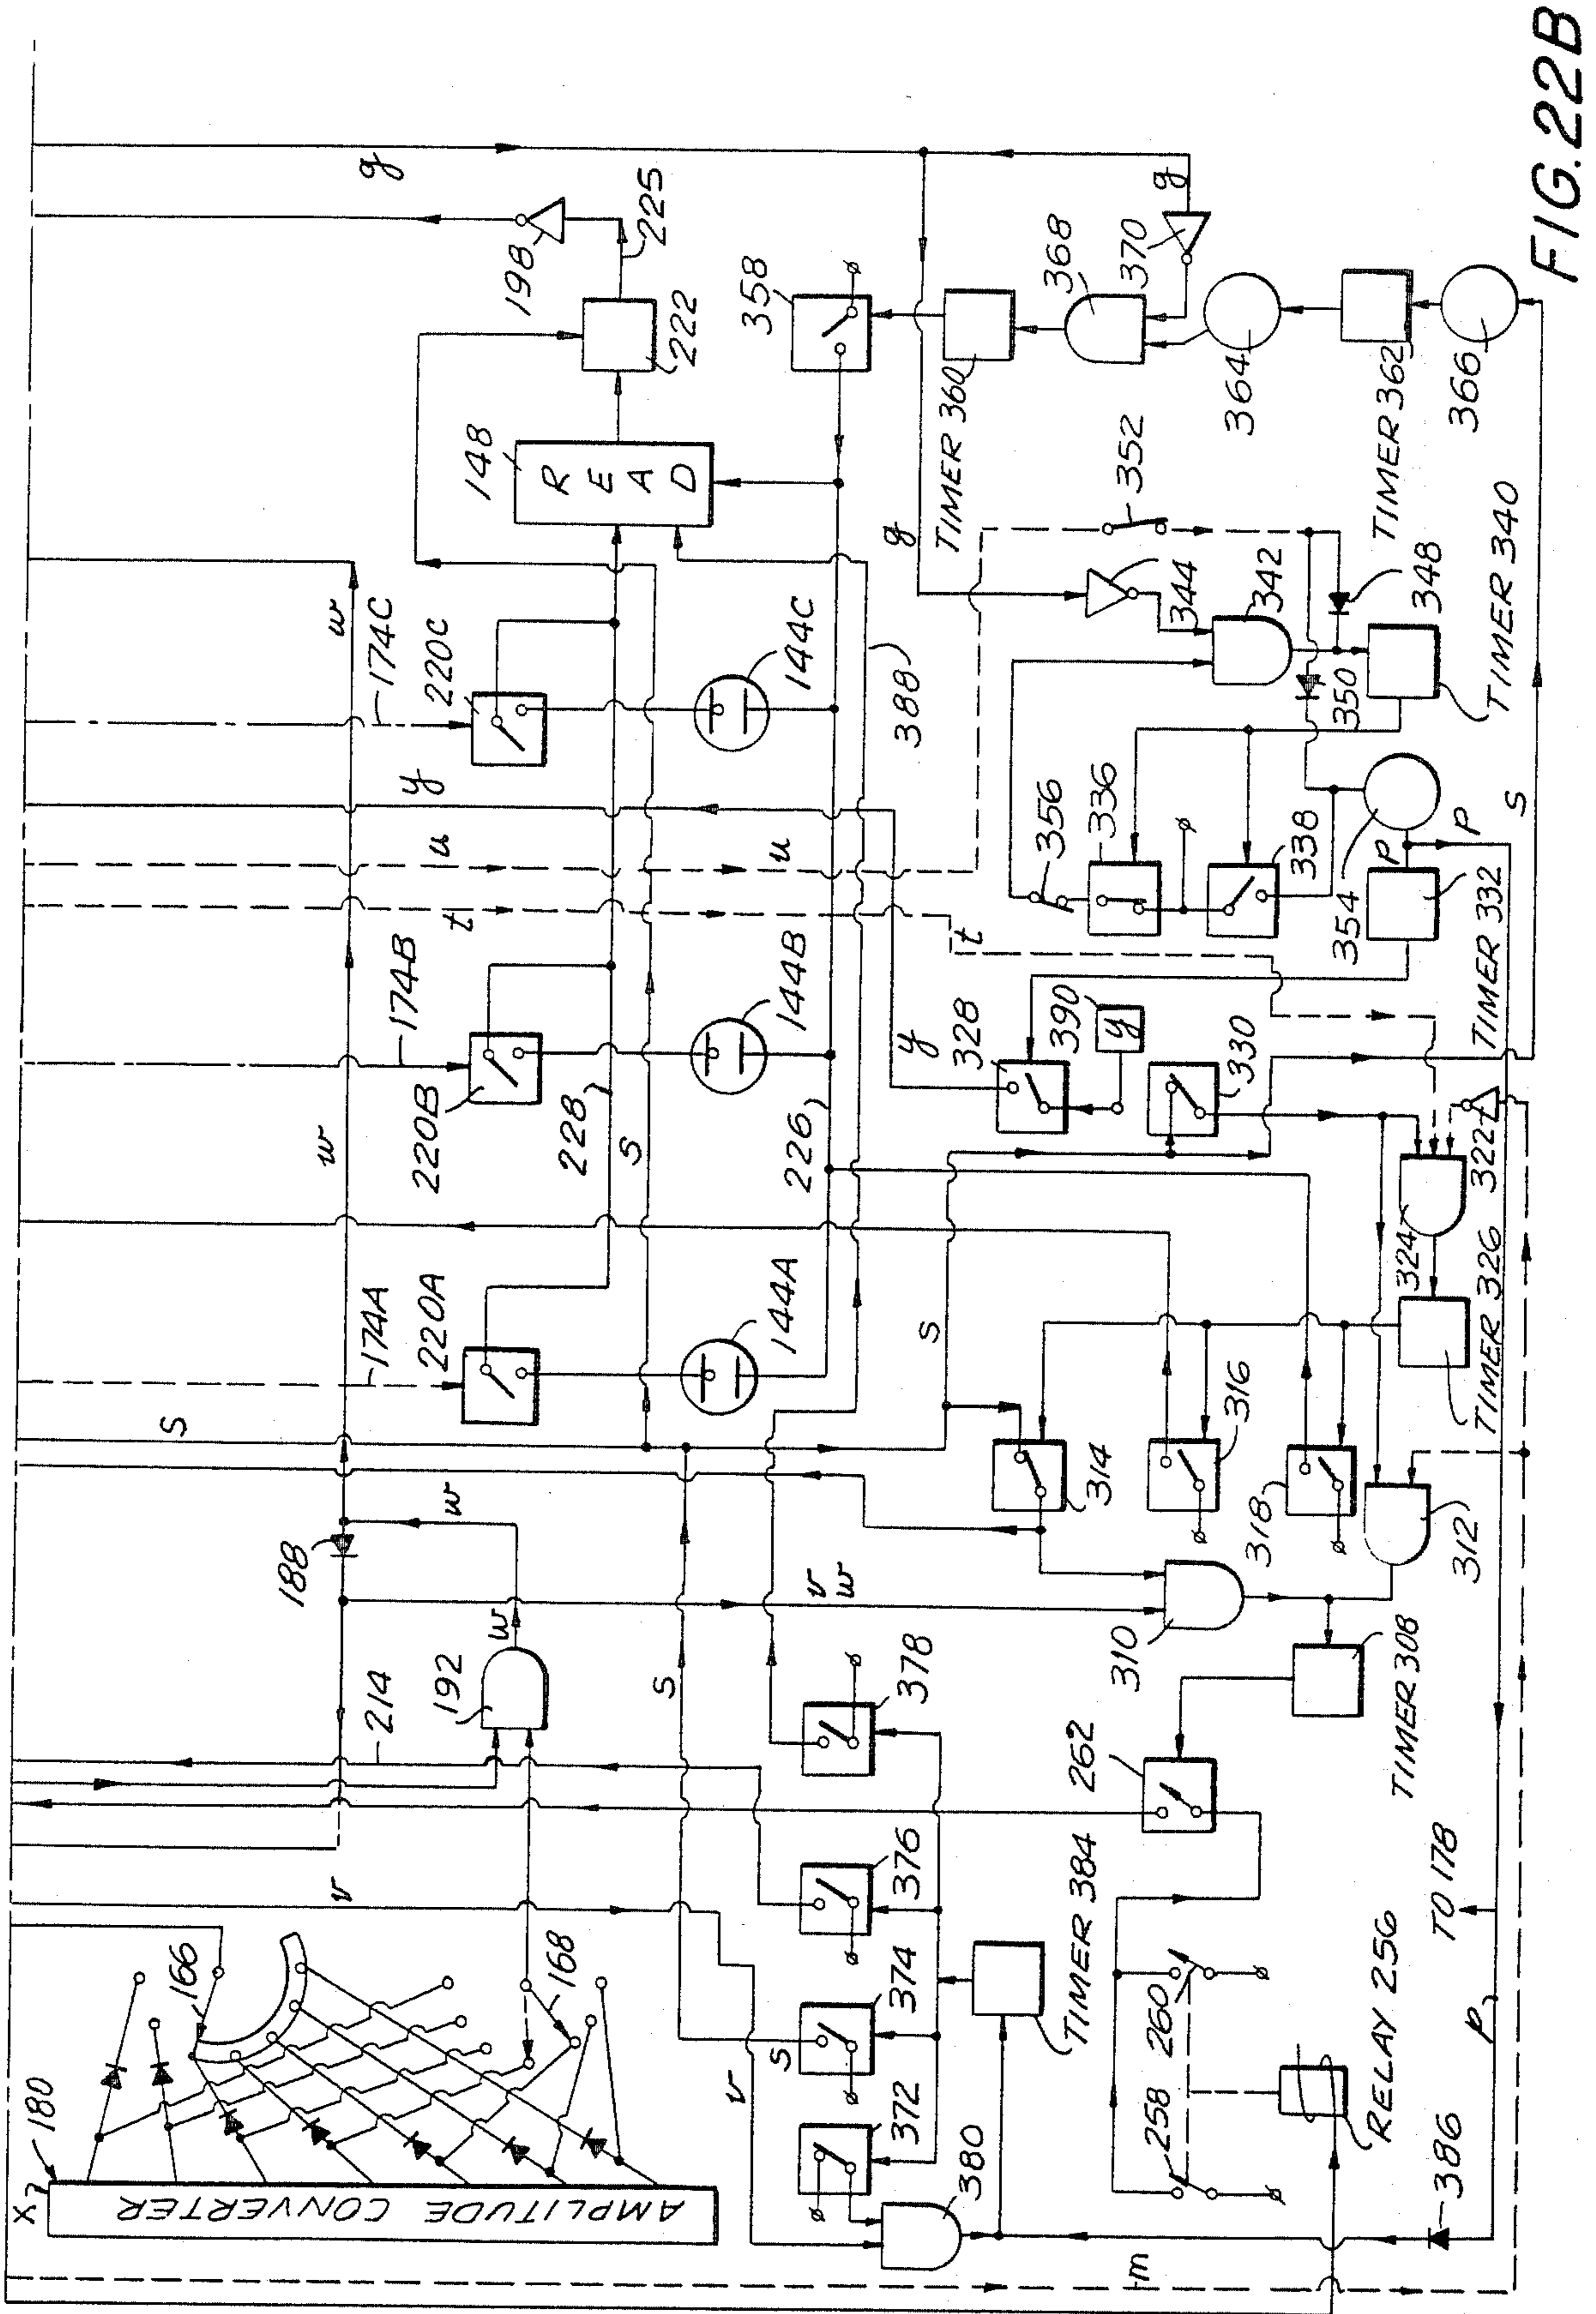 X
180
AMPLITUDE CONVERTER
166
168
v
214
192
w
w
188
w
w
S
174A
220A
174B
220B
t
u
y
174C
220C
g
198
225
222
148
READ
228
S
226
144A
144B
144C
388
358
g
u
t
y
s
v
w
v
s
s
372
374
376
378
380
TIMER 384
262
310
TIMER 308
258
260
RELAY 256
TO 178
386
p
m
314
316
318
312
TIMER 326
324
322
328
390
y
330
TIMER 332
354
p
p
356
336
338
350
342
344
348
TIMER 340
352
TIMER 360
368
370
g
364
TIMER 362
366
s
FIG. 22B